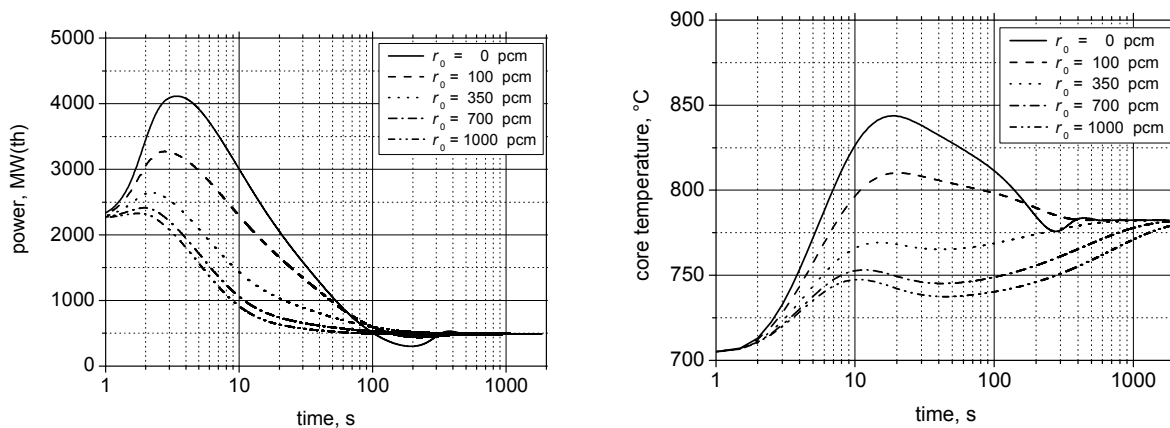 5000
4000
3000
2000
1000
0
power, MW(th)
1
10
100
1000
time, s
r0 = 0 pcm
r0 = 100 pcm
r0 = 350 pcm
r0 = 700 pcm
r0 = 1000 pcm
900
850
800
750
700
core temperature, °C
1
10
100
1000
time, s
r0 = 0 pcm
r0 = 100 pcm
r0 = 350 pcm
r0 = 700 pcm
r0 = 1000 pcm